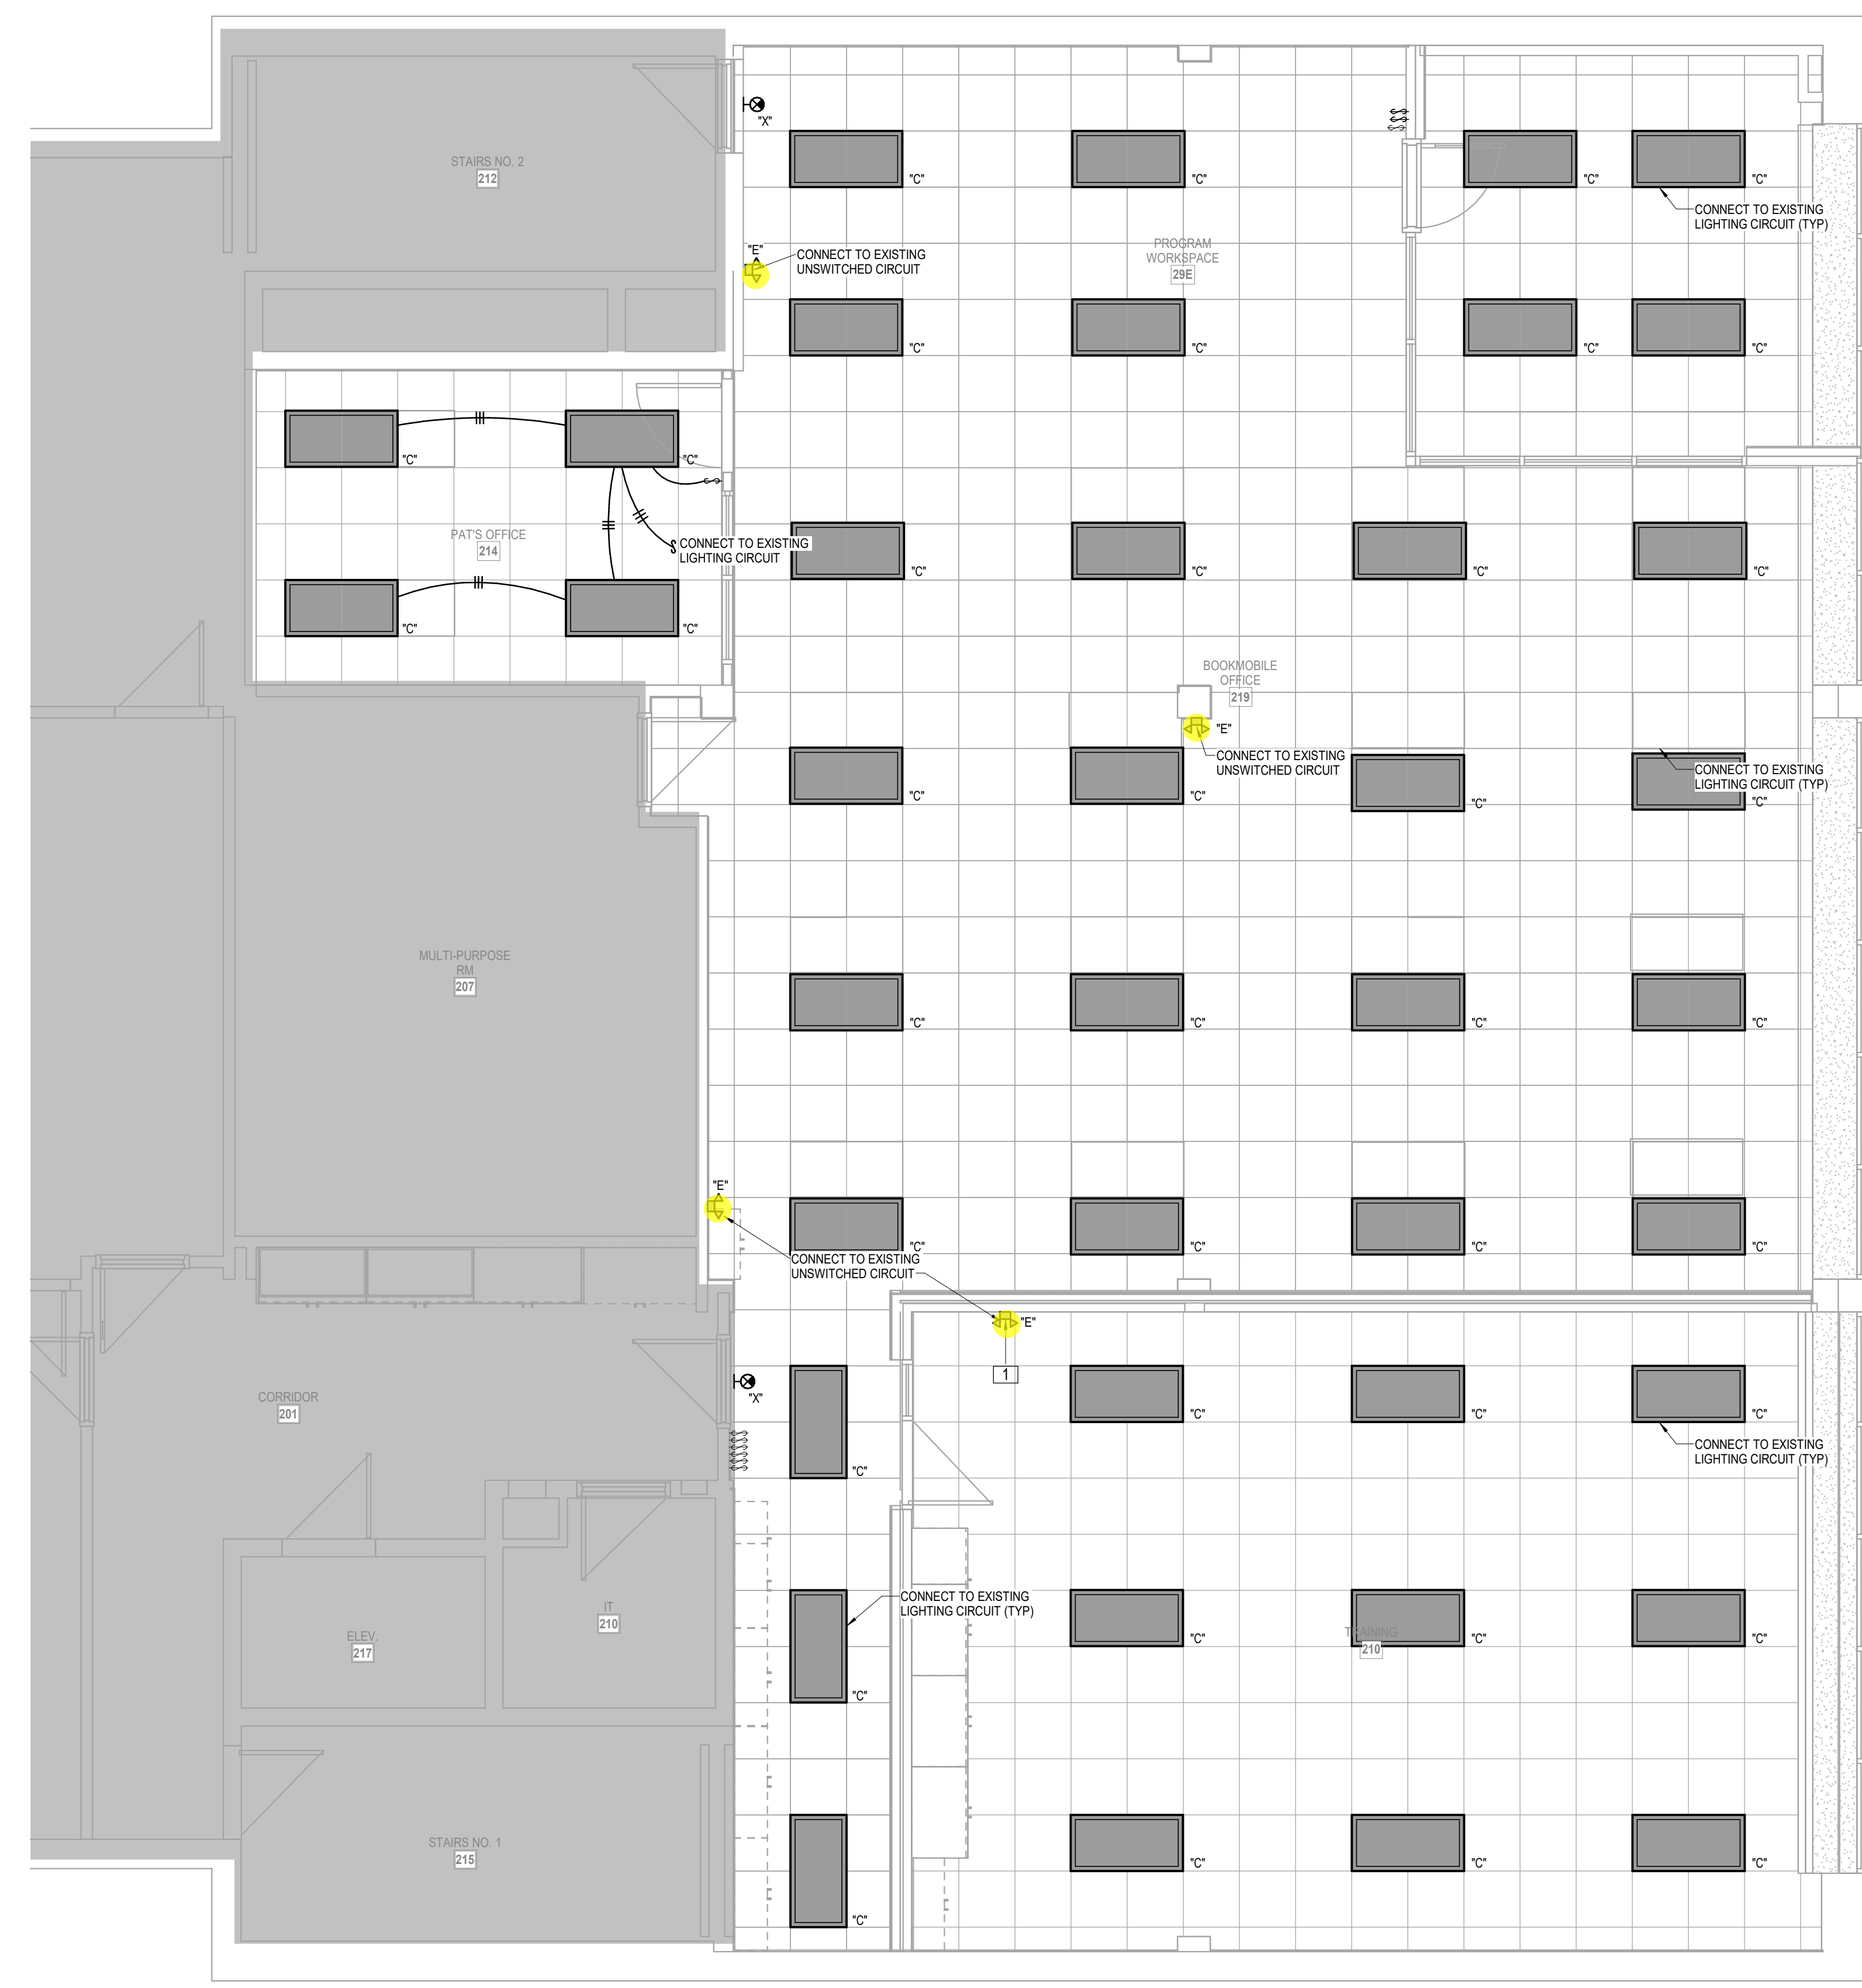 STAIRS NO. 2
212
"X"
"C"
"C"
"C"
"C"
CONNECT TO EXISTING
LIGHTING CIRCUIT (TYP)
"E"
CONNECT TO EXISTING
UNSWITCHED CIRCUIT
PROGRAM
WORKSPACE
29E
"C"
"C"
"C"
"C"
"C"
"C"
PAT'S OFFICE
214
CONNECT TO EXISTING
LIGHTING CIRCUIT
"C"
"C"
"C"
"C"
"C"
"C"
BOOKMOBILE
OFFICE
219
"E"
CONNECT TO EXISTING
UNSWITCHED CIRCUIT
CONNECT TO EXISTING
LIGHTING CIRCUIT (TYP)
"C"
"C"
"C"
"C"
MULTI-PURPOSE
RM
207
"C"
"C"
"C"
"C"
"E"
"C"
"C"
"C"
"C"
CONNECT TO EXISTING
UNSWITCHED CIRCUIT
"E"
1
"X"
CORRIDOR
201
"C"
"C"
"C"
"C"
CONNECT TO EXISTING
LIGHTING CIRCUIT (TYP)
CONNECT TO EXISTING
LIGHTING CIRCUIT (TYP)
IT
210
ELEV.
217
TRAINING
210
"C"
"C"
"C"
"C"
STAIRS NO. 1
215
"C"
"C"
"C"
"C"